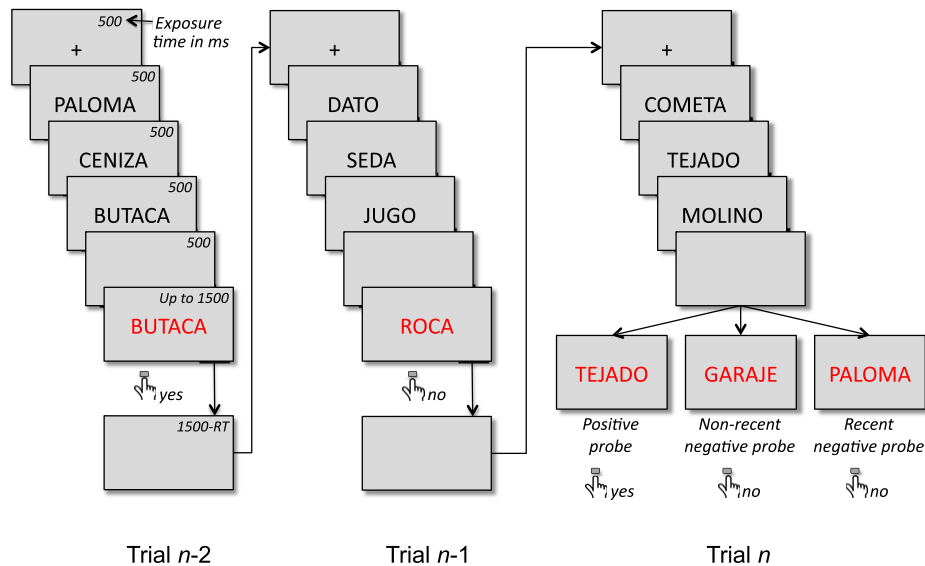 500
Exposure
time in ms
+
500
PALOMA
500
CENIZA
500
BUTACA
500
Up to 1500
BUTACA
yes
1500-RT
Trial n-2
+
DATO
SEDA
JUGO
ROCA
no
Trial n-1
+
COMETA
TEJADO
MOLINO
TEJADO
GARAJE
PALOMA
Positive
probe
Non-recent
negative probe
Recent
negative probe
yes
no
no
Trial n